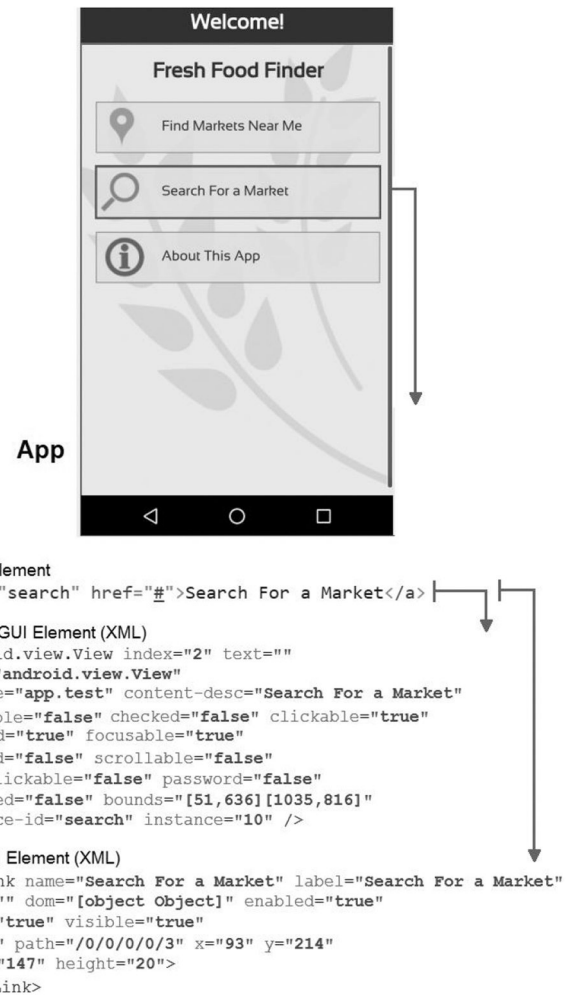 Welcome!
Fresh Food Finder
Find Markets Near Me
Search For a Market
About This App
App
lement
"search" href="#">Search For a Market</a>
GUI Element (XML)
id.view.View index="2" text=""
"android.view.View"
e="app.test" content-desc="Search For a Market"
ble="false" checked="false" clickable="true"
d="true" focusable="true"
d="false" scrollable="false"
lickable="false" password="false"
ed="false" bounds="[51,636][1035,816]"
ce-id="search" instance="10" />
Element (XML)
nk name="Search For a Market" label="Search For a Market"
"" dom="[object Object]" enabled="true"
"true" visible="true"
" path="/0/0/0/0/3" x="93" y="214"
"147" height="20">
ink>